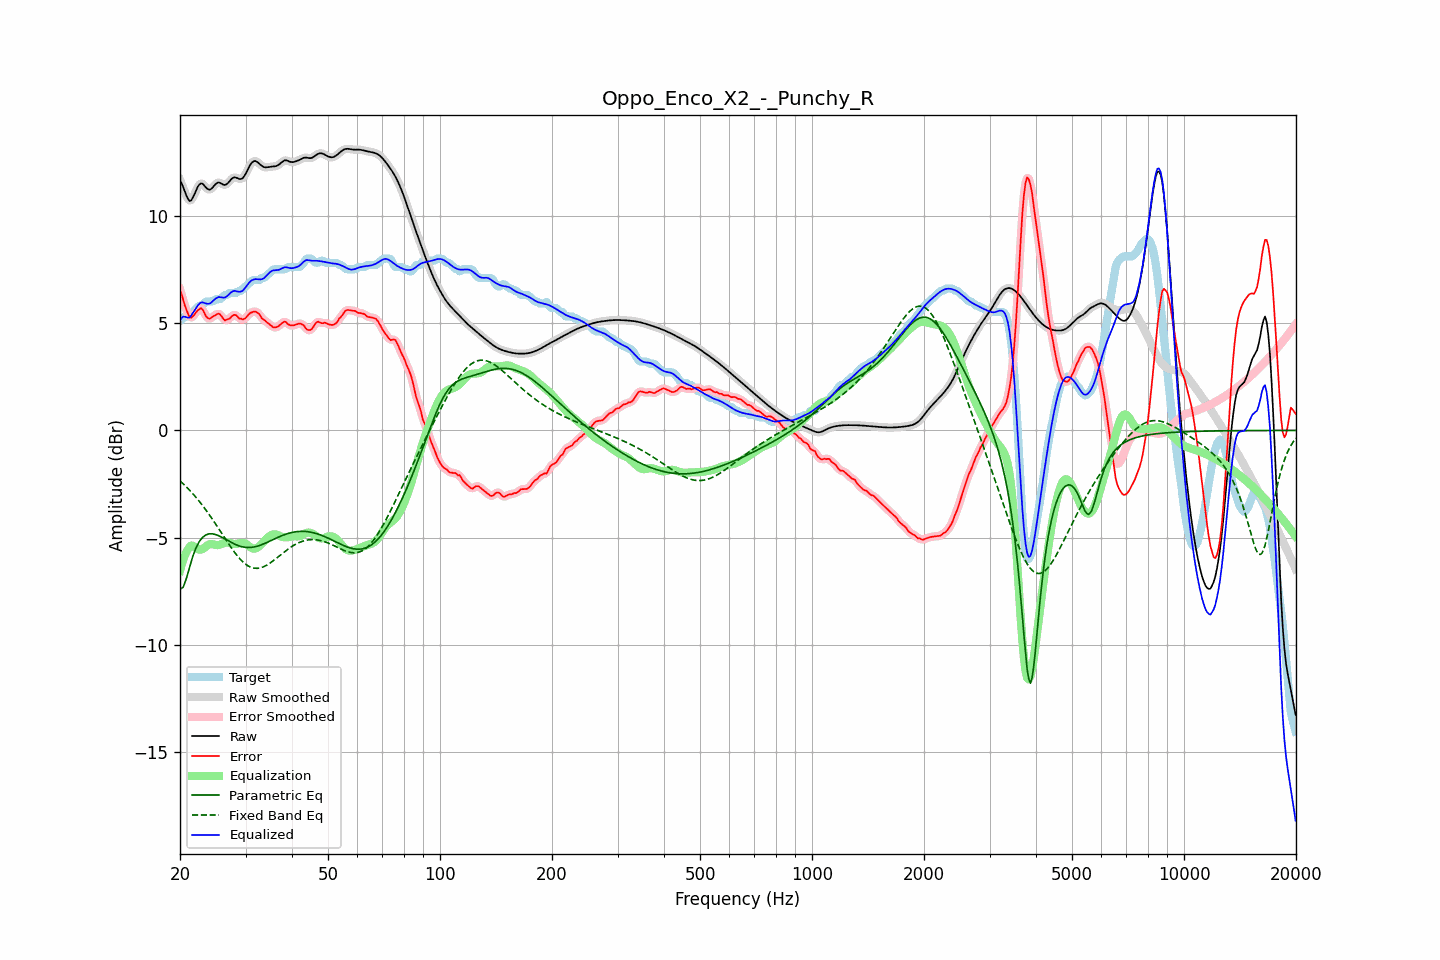 Oppo_Enco_X2_-_Punchy_R
Amplitude (dBr)
10
5
0
−5
−10
−15
Target
Raw Smoothed
Error Smoothed
Raw
Error
Equalization
Parametric Eq
Fixed Band Eq
Equalized
20 50 100 200 500 1000 2000 5000 10000 20000
Frequency (Hz)